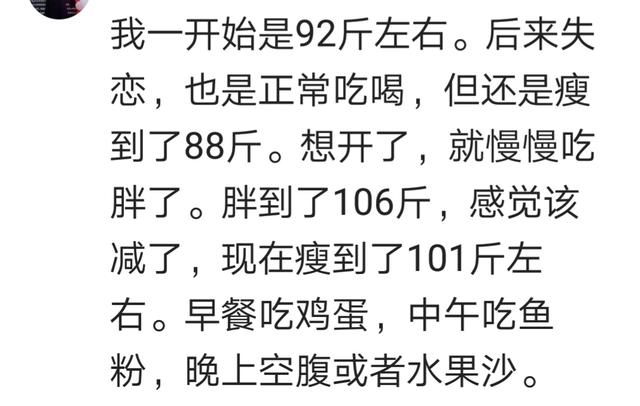 我一开始是92斤左右。后来失
恋，也是正常吃喝，但还是瘦
到了88斤。想开了，就慢慢吃
胖了。胖到了106斤，感觉该
减了，现在瘦到了101斤左
右。早餐吃鸡蛋，中午吃鱼
粉，晚上空腹或者水果沙。